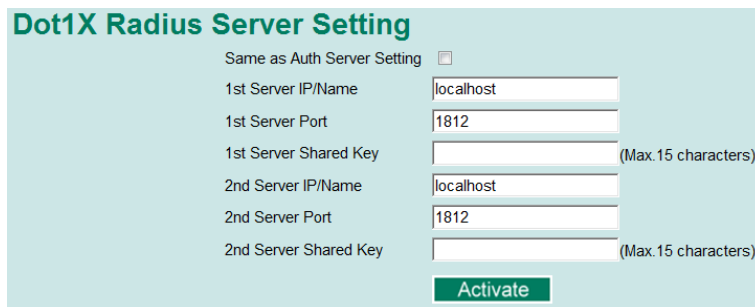 Dot1X Radius Server Setting
Same as Auth Server Setting
1st Server IP/Name localhost
1st Server Port 1812
1st Server Shared Key (Max.15 characters)
2nd Server IP/Name localhost
2nd Server Port 1812
2nd Server Shared Key (Max.15 characters)
Activate